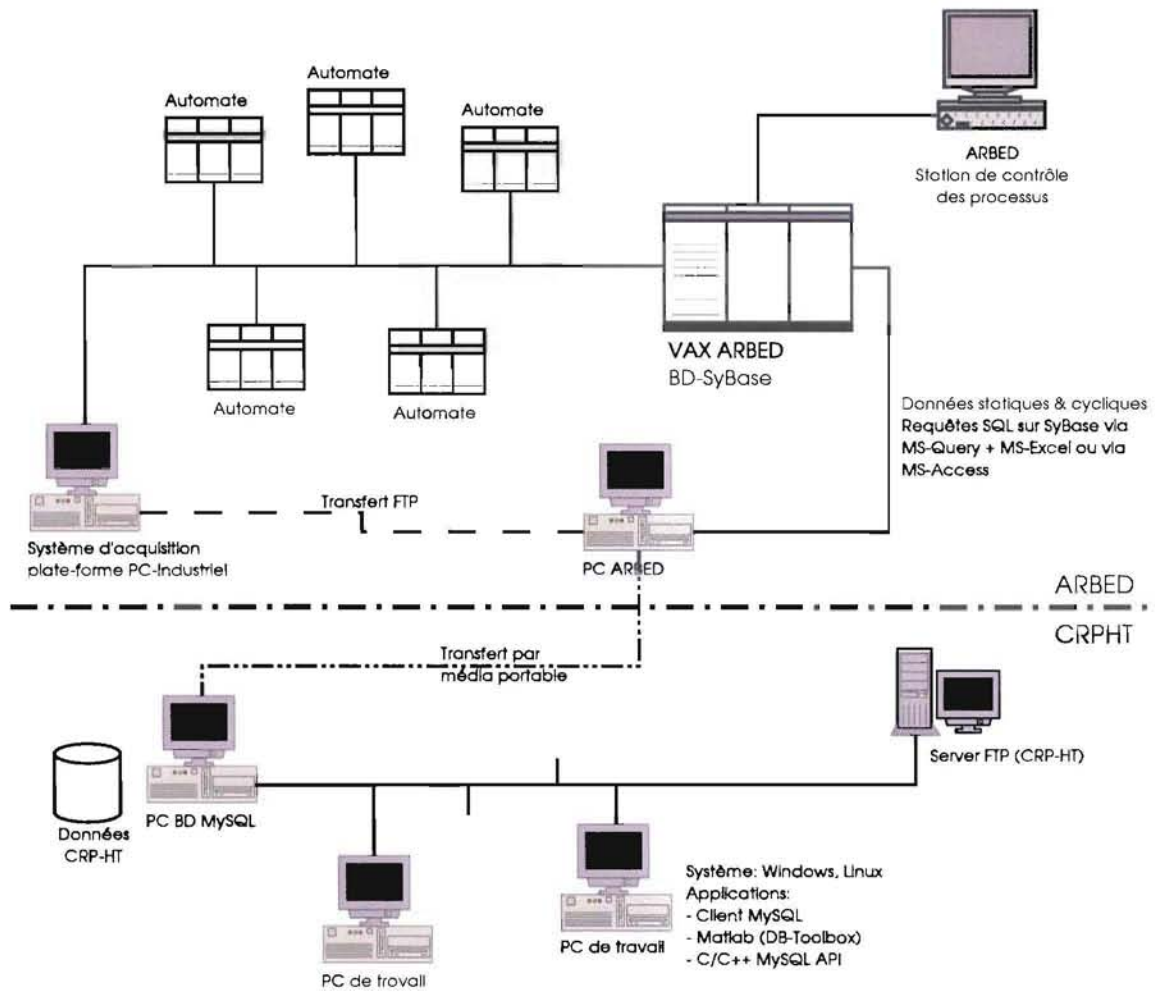 Automate
Automate
Automate
ARBED
Station de contrôle
des processus
VAX ARBED
BD-SyBase
Automate
Automate
Données statiques & cycliques
Requêtes SQL sur SyBase via
MS-Query + MS-Excel ou via
MS-Access
Transfert FTP
Système d'acquisition
plate-forme PC-Industriel
PC ARBED
ARBED
CRPHT
Transfert par
média portable
Server FTP (CRP-HT)
PC BD MySQL
Données
CRP-HT
Système: Windows, Linux
Applications:
- Client MySQL
- Matlab (DB-Toolbox)
- C/C++ MySQL API
PC de travail
PC de travail